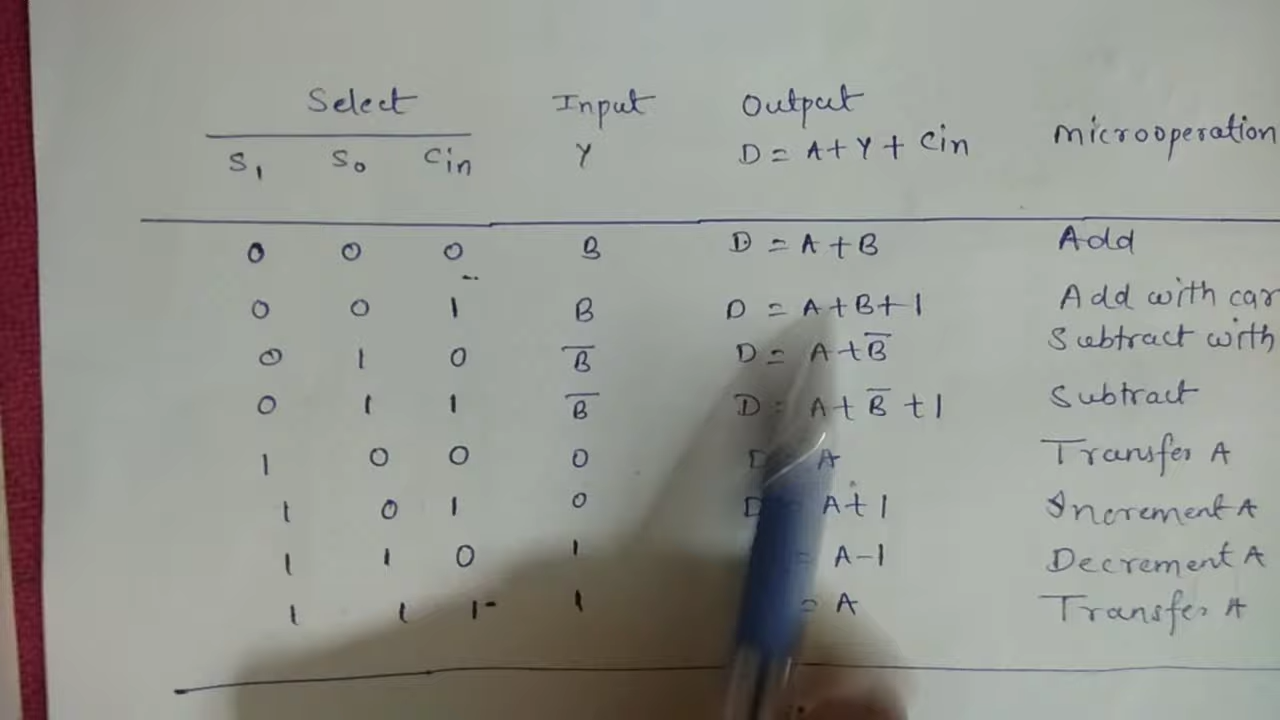 Select Input Output microoperation
S1 S0 Cin Y D = A + Y + Cin
0 0 0 B D = A + B Add
0 0 1 B D = A + B + 1 Add with car
0 1 0 B̅ D = A + B̅ Subtract with
0 1 1 B̅ D = A + B̅ + 1 Subtract
1 0 0 0 D A Transfer A
1 0 1 0 D = A + 1 Increment A
1 1 0 1 = A - 1 Decrement A
1 1 1 1 = A Transfer A